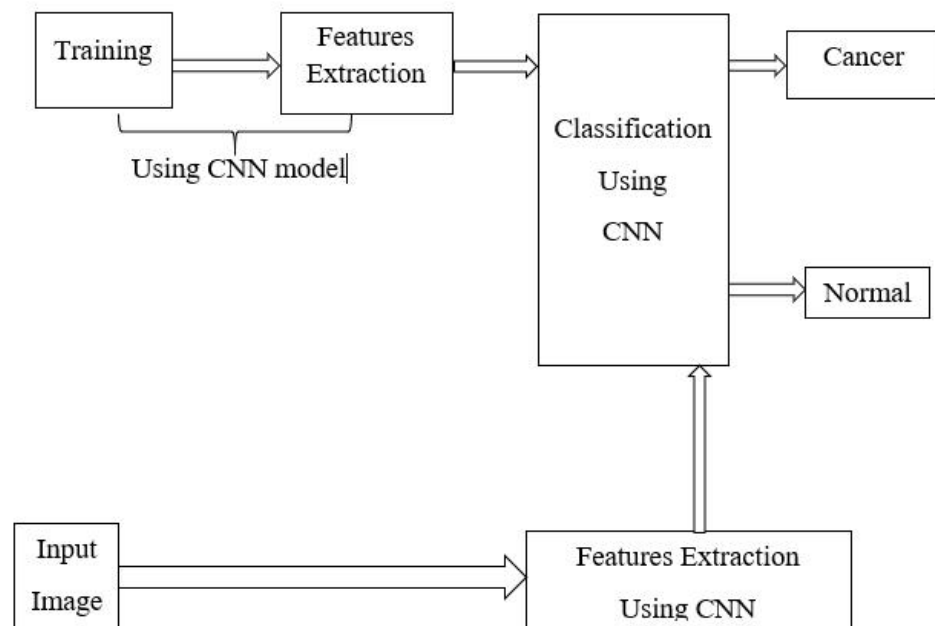 Training
Features
Extraction
Cancer
Classification
Using
CNN
Using CNN model
Normal
Input
Image
Features Extraction
Using CNN